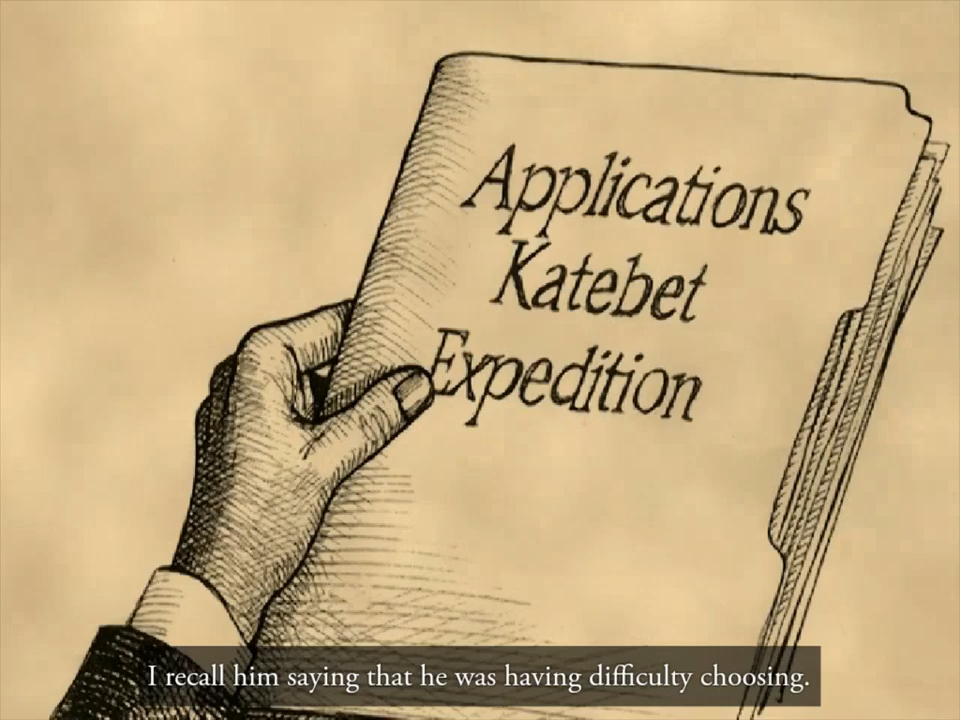 Applications
Katebet
Expedition
I recall him saying that he was having difficulty choosing.